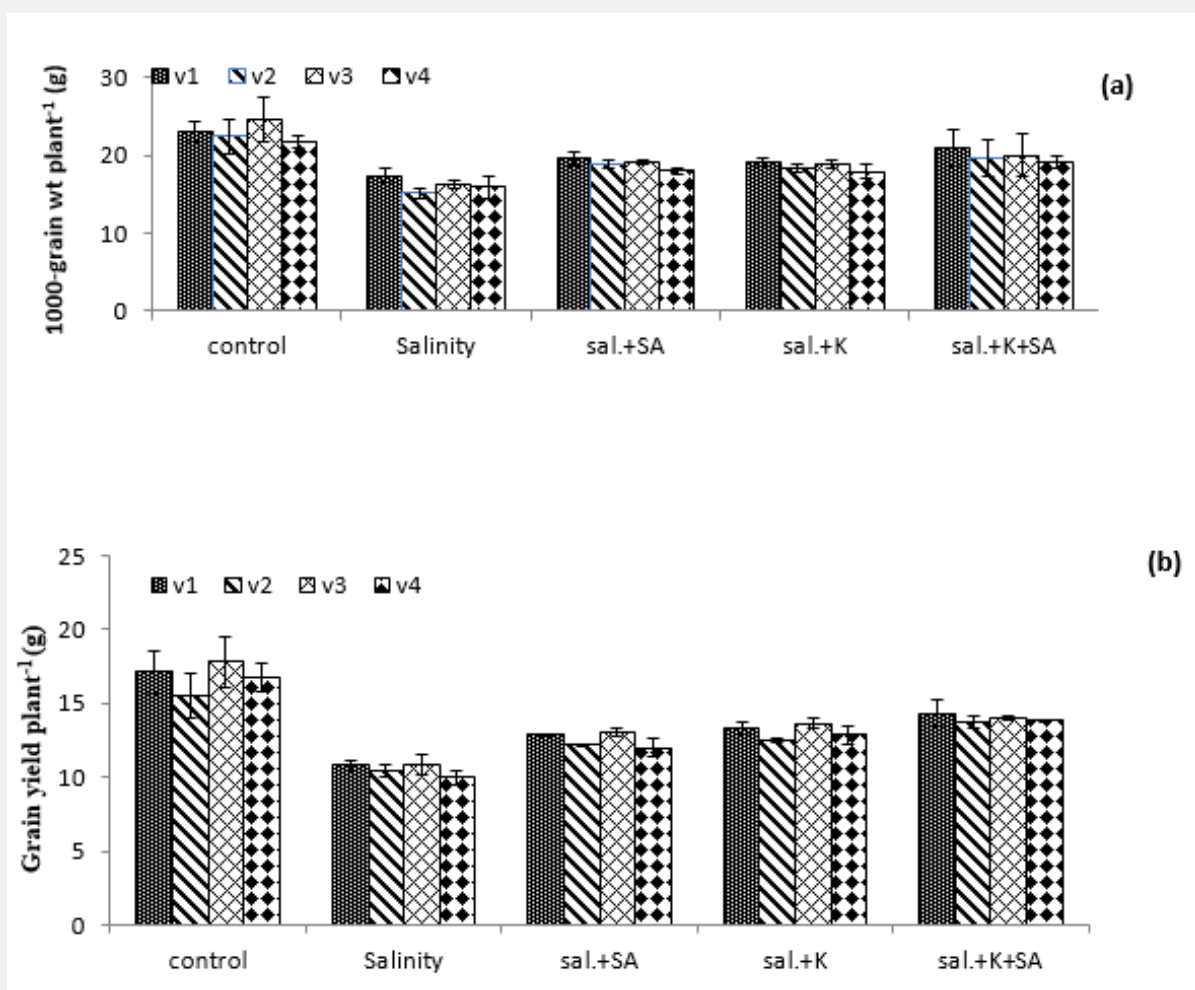 (a)
1000-grain wt plant⁻¹ (g)
v1 v2 v3 v4
30
20
10
0
control Salinity sal.+SA sal.+K sal.+K+SA
(b)
Grain yield plant⁻¹(g)
v1 v2 v3 v4
25
20
15
10
5
0
control Salinity sal.+SA sal.+K sal.+K+SA